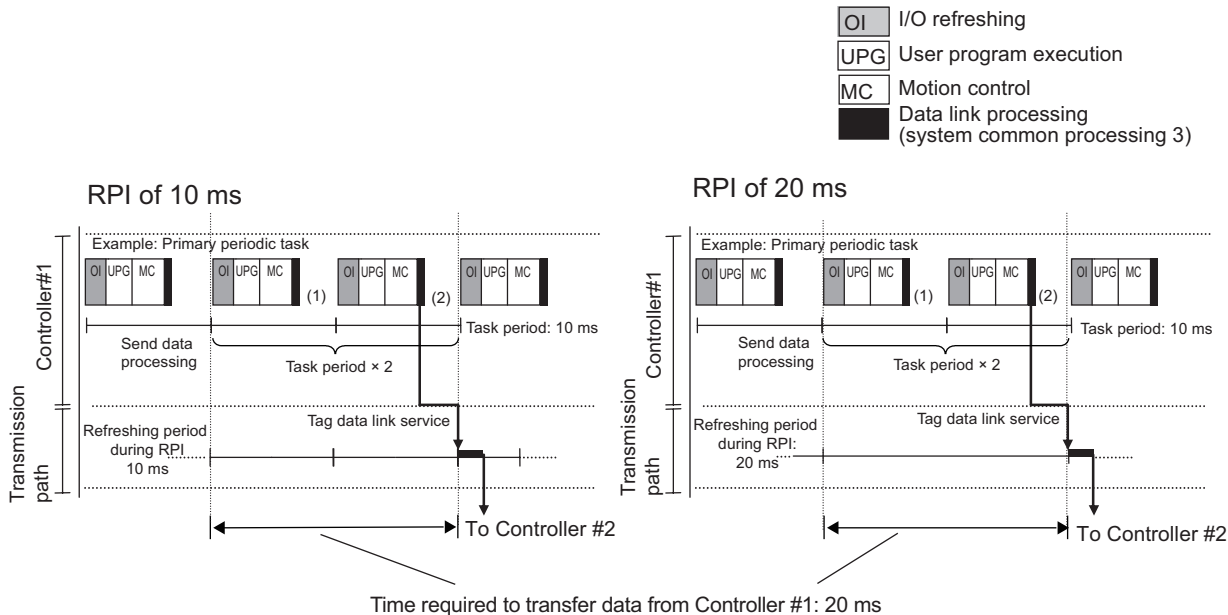 OI I/O refreshing
UPG User program execution
MC Motion control
Data link processing
(system common processing 3)
RPI of 10 ms
Controller#1
Example: Primary periodic task
OI UPG MC
OI UPG MC
(1)
OI UPG MC
(2)
OI UPG MC
Task period: 10 ms
Send data
processing
Task period × 2
Transmission
path
Tag data link service
Refreshing period
during RPI
10 ms
To Controller #2
RPI of 20 ms
Controller#1
Example: Primary periodic task
OI UPG MC
OI UPG MC
(1)
OI UPG MC
(2)
OI UPG MC
Task period: 10 ms
Send data
processing
Task period × 2
Transmission
path
Tag data link service
Refreshing period
during RPI:
20 ms
To Controller #2
Time required to transfer data from Controller #1: 20 ms